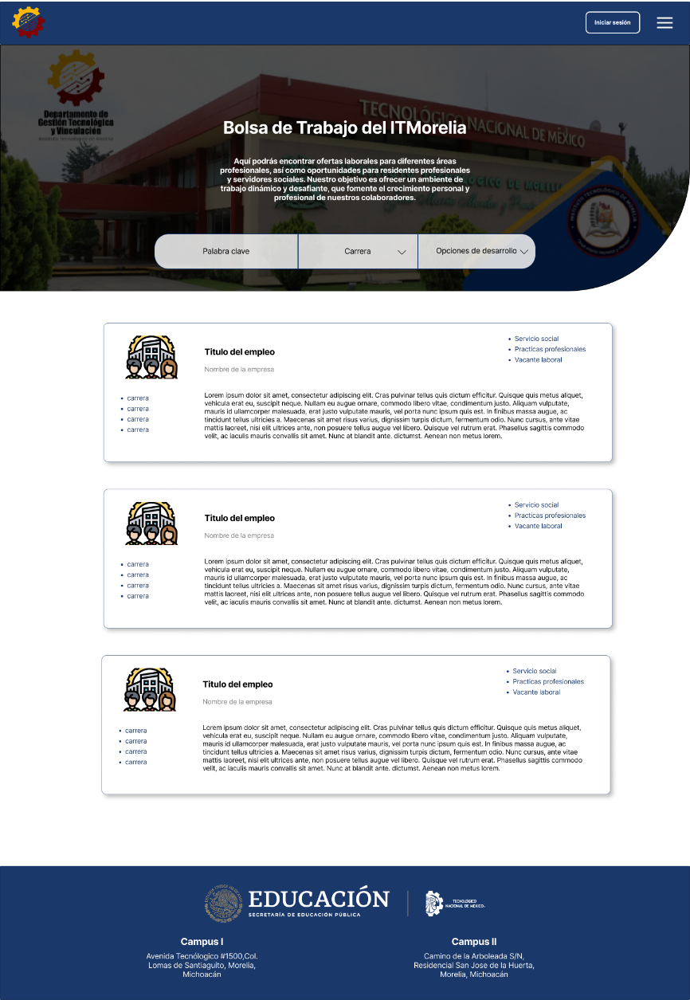 Iniciar sesión
Departamento de
Gestión Tecnológica
y Vinculación
Instituto Tecnológico de Morelia
TECNOLÓGICO NACIONAL DE MÉXICO
Bolsa de Trabajo del ITMorelia
Aquí podrás encontrar ofertas laborales para diferentes áreas
profesionales, así como oportunidades para residentes profesionales
y servidores sociales. Nuestro objetivo es ofrecer un ambiente de
trabajo dinámico y desafiante, que fomente el crecimiento personal y
profesional de nuestros colaboradores.
Palabra clave
Carrera
Opciones de desarrollo
Titulo del empleo
Nombre de la empresa
• Servicio social
• Practicas profesionales
• Vacante laboral
• carrera
• carrera
• carrera
• carrera
Lorem ipsum dolor sit amet, consectetur adipiscing elit. Cras pulvinar tellus quis dictum efficitur. Quisque quis metus aliquet,
vehicula erat eu, suscipit neque. Nullam eu augue ornare, commodo libero vitae, condimentum justo. Aliquam vulputate,
mauris id ullamcorper malesuada, erat justo vulputate mauris, vel porta nunc ipsum quis est. In finibus massa augue, ac
tincidunt tellus ultricies a. Maecenas sit amet risus varius, dignissim turpis dictum, fermentum odio. Nunc cursus, ante vitae
mattis laoreet, nisi elit ultrices ante, non posuere tellus augue vel libero. Quisque vel rutrum erat. Phasellus sagittis commodo
velit, ac iaculis mauris convallis sit amet. Nunc at blandit ante. dictumst. Aenean non metus lorem.
Titulo del empleo
Nombre de la empresa
• Servicio social
• Practicas profesionales
• Vacante laboral
• carrera
• carrera
• carrera
• carrera
Lorem ipsum dolor sit amet, consectetur adipiscing elit. Cras pulvinar tellus quis dictum efficitur. Quisque quis metus aliquet,
vehicula erat eu, suscipit neque. Nullam eu augue ornare, commodo libero vitae, condimentum justo. Aliquam vulputate,
mauris id ullamcorper malesuada, erat justo vulputate mauris, vel porta nunc ipsum quis est. In finibus massa augue, ac
tincidunt tellus ultricies a. Maecenas sit amet risus varius, dignissim turpis dictum, fermentum odio. Nunc cursus, ante vitae
mattis laoreet, nisi elit ultrices ante, non posuere tellus augue vel libero. Quisque vel rutrum erat. Phasellus sagittis commodo
velit, ac iaculis mauris convallis sit amet. Nunc at blandit ante. dictumst. Aenean non metus lorem.
Titulo del empleo
Nombre de la empresa
• Servicio social
• Practicas profesionales
• Vacante laboral
• carrera
• carrera
• carrera
• carrera
Lorem ipsum dolor sit amet, consectetur adipiscing elit. Cras pulvinar tellus quis dictum efficitur. Quisque quis metus aliquet,
vehicula erat eu, suscipit neque. Nullam eu augue ornare, commodo libero vitae, condimentum justo. Aliquam vulputate,
mauris id ullamcorper malesuada, erat justo vulputate mauris, vel porta nunc ipsum quis est. In finibus massa augue, ac
tincidunt tellus ultricies a. Maecenas sit amet risus varius, dignissim turpis dictum, fermentum odio. Nunc cursus, ante vitae
mattis laoreet, nisi elit ultrices ante, non posuere tellus augue vel libero. Quisque vel rutrum erat. Phasellus sagittis commodo
velit, ac iaculis mauris convallis sit amet. Nunc at blandit ante. dictumst. Aenean non metus lorem.
EDUCACIÓN
SECRETARÍA DE EDUCACIÓN PÚBLICA
TECNOLÓGICO
NACIONAL DE MÉXICO
Campus I
Avenida Tecnólogico #1500,Col.
Lomas de Santiaguito, Morelia,
Michoacán
Campus II
Camino de la Arboleada S/N,
Residencial San Jose de la Huerta,
Morelia, Michoacán